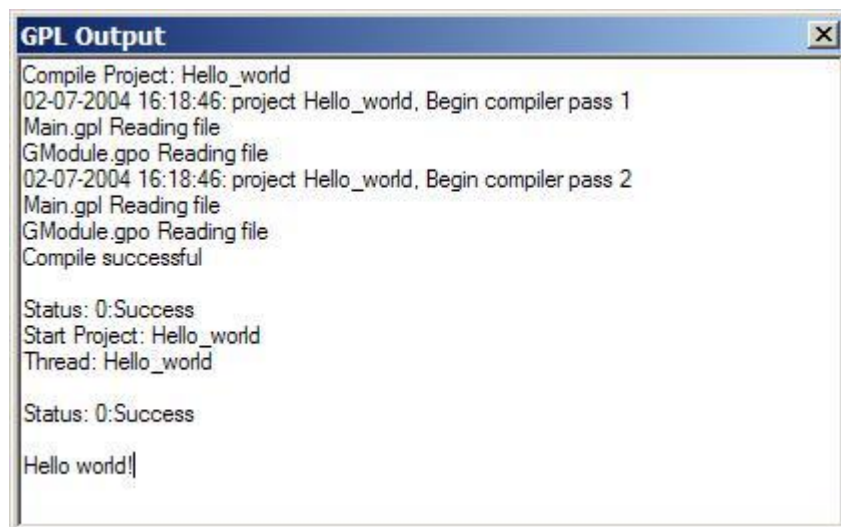 GPL Output
Compile Project: Hello_world
02-07-2004 16:18:46: project Hello_world, Begin compiler pass 1
Main.gpl Reading file
GModule.gpo Reading file
02-07-2004 16:18:46: project Hello_world, Begin compiler pass 2
Main.gpl Reading file
GModule.gpo Reading file
Compile successful
Status: 0:Success
Start Project: Hello_world
Thread: Hello_world
Status: 0:Success
Hello world!